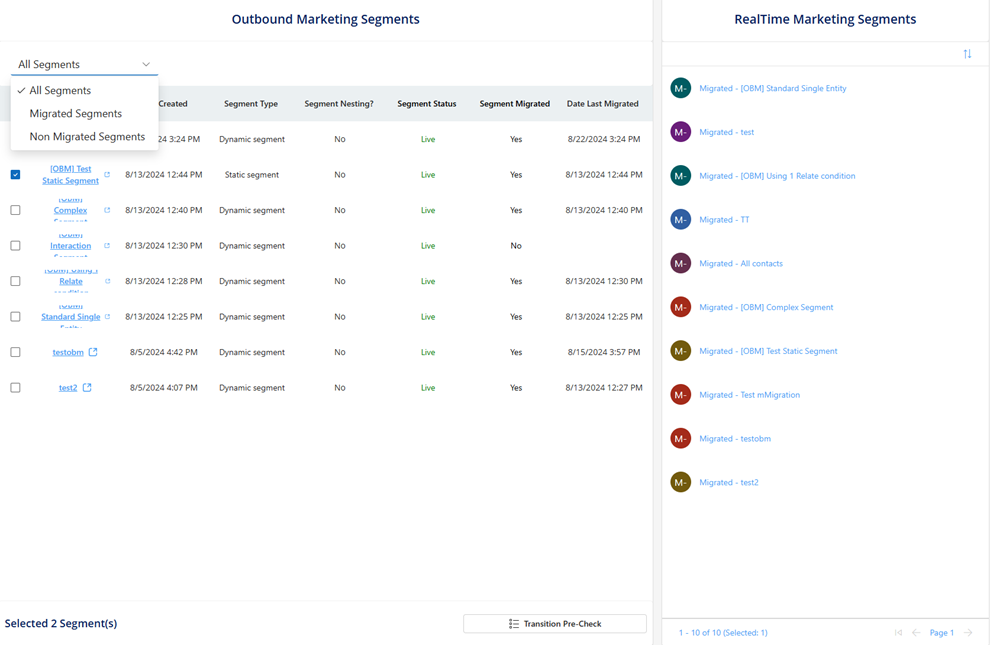 Outbound Marketing Segments
All Segments
All Segments
Migrated Segments
Non Migrated Segments
Created Segment Type Segment Nesting? Segment Status Segment Migrated Date Last Migrated
24 3:24 PM Dynamic segment No Live Yes 8/22/2024 3:24 PM
[OBM] Test
Static Segment 8/13/2024 12:44 PM Static segment No Live Yes 8/13/2024 12:44 PM
[OBM]
Complex
Segment 8/13/2024 12:40 PM Dynamic segment No Live Yes 8/13/2024 12:40 PM
[OBM]
Interaction
Segment 8/13/2024 12:30 PM Dynamic segment No Live No
[OBM] Using 1
Relate
condition 8/13/2024 12:28 PM Dynamic segment No Live Yes 8/13/2024 12:30 PM
[OBM]
Standard Single
Entity 8/13/2024 12:25 PM Dynamic segment No Live Yes 8/13/2024 12:25 PM
testobm 8/5/2024 4:42 PM Dynamic segment No Live Yes 8/15/2024 3:57 PM
test2 8/5/2024 4:07 PM Dynamic segment No Live Yes 8/13/2024 12:27 PM
Selected 2 Segment(s)
Transition Pre-Check
RealTime Marketing Segments
M- Migrated - [OBM] Standard Single Entity
M- Migrated - test
M- Migrated - [OBM] Using 1 Relate condition
M- Migrated - TT
M- Migrated - All contacts
M- Migrated - [OBM] Complex Segment
M- Migrated - [OBM] Test Static Segment
M- Migrated - Test mMigration
M- Migrated - testobm
M- Migrated - test2
1 - 10 of 10 (Selected: 1) Page 1